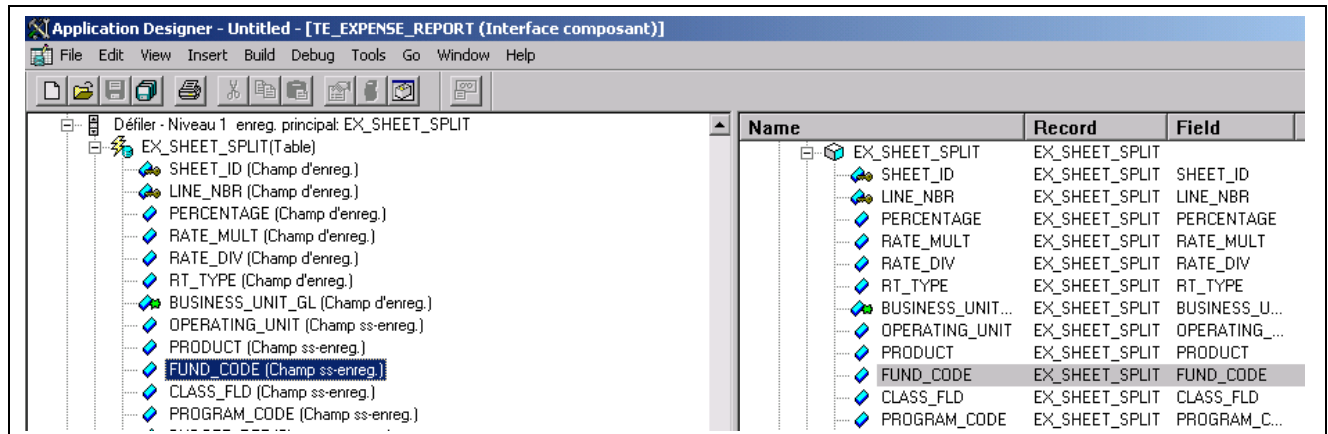 Application Designer - Untitled - [TE_EXPENSE_REPORT (Interface composant)]
File Edit View Insert Build Debug Tools Go Window Help
Défiler - Niveau 1 enreg. principal: EX_SHEET_SPLIT
EX_SHEET_SPLIT(Table)
SHEET_ID (Champ d'enreg.)
LINE_NBR (Champ d'enreg.)
PERCENTAGE (Champ d'enreg.)
RATE_MULT (Champ d'enreg.)
RATE_DIV (Champ d'enreg.)
RT_TYPE (Champ d'enreg.)
BUSINESS_UNIT_GL (Champ d'enreg.)
OPERATING_UNIT (Champ ss-enreg.)
PRODUCT (Champ ss-enreg.)
FUND_CODE (Champ ss-enreg.)
CLASS_FLD (Champ ss-enreg.)
PROGRAM_CODE (Champ ss-enreg.)
Name Record Field
EX_SHEET_SPLIT EX_SHEET_SPLIT
SHEET_ID EX_SHEET_SPLIT SHEET_ID
LINE_NBR EX_SHEET_SPLIT LINE_NBR
PERCENTAGE EX_SHEET_SPLIT PERCENTAGE
RATE_MULT EX_SHEET_SPLIT RATE_MULT
RATE_DIV EX_SHEET_SPLIT RATE_DIV
RT_TYPE EX_SHEET_SPLIT RT_TYPE
BUSINESS_UNIT... EX_SHEET_SPLIT BUSINESS_U...
OPERATING_UNIT EX_SHEET_SPLIT OPERATING_...
PRODUCT EX_SHEET_SPLIT PRODUCT
FUND_CODE EX_SHEET_SPLIT FUND_CODE
CLASS_FLD EX_SHEET_SPLIT CLASS_FLD
PROGRAM_CODE EX_SHEET_SPLIT PROGRAM_C...